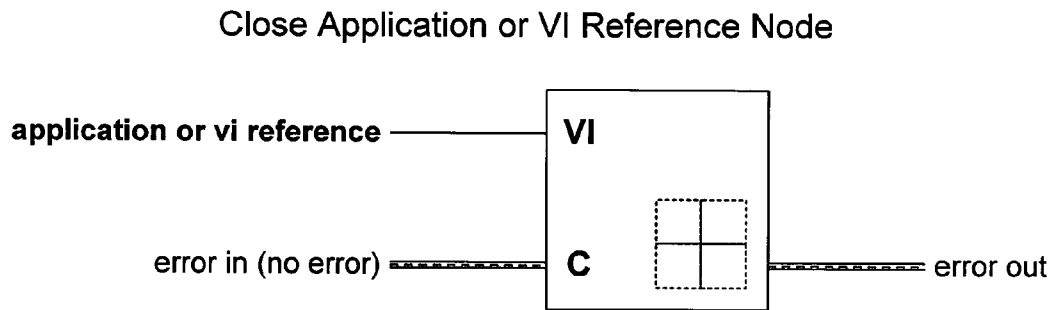 Close Application or VI Reference Node
application or vi reference
VI
error in (no error)
C
error out